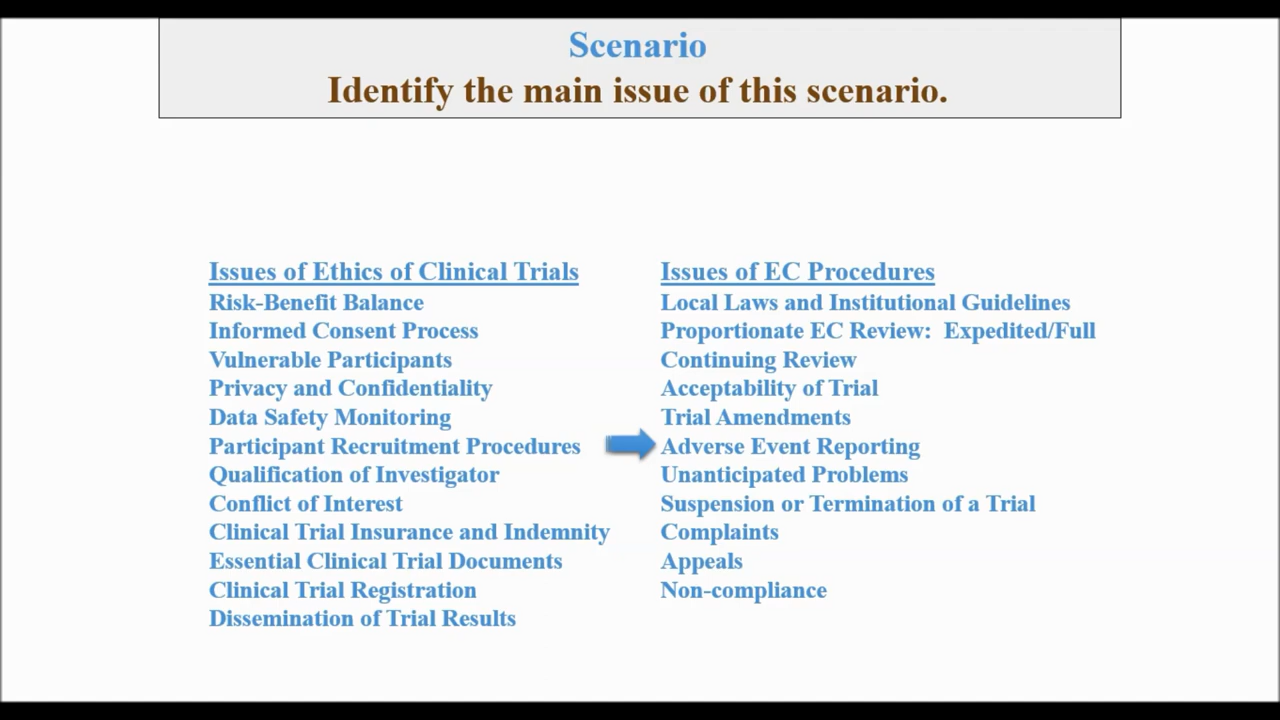 Scenario
Identify the main issue of this scenario.
Issues of Ethics of Clinical Trials
Risk-Benefit Balance
Informed Consent Process
Vulnerable Participants
Privacy and Confidentiality
Data Safety Monitoring
Participant Recruitment Procedures
Qualification of Investigator
Conflict of Interest
Clinical Trial Insurance and Indemnity
Essential Clinical Trial Documents
Clinical Trial Registration
Dissemination of Trial Results
Issues of EC Procedures
Local Laws and Institutional Guidelines
Proportionate EC Review: Expedited/Full
Continuing Review
Acceptability of Trial
Trial Amendments
Adverse Event Reporting
Unanticipated Problems
Suspension or Termination of a Trial
Complaints
Appeals
Non-compliance